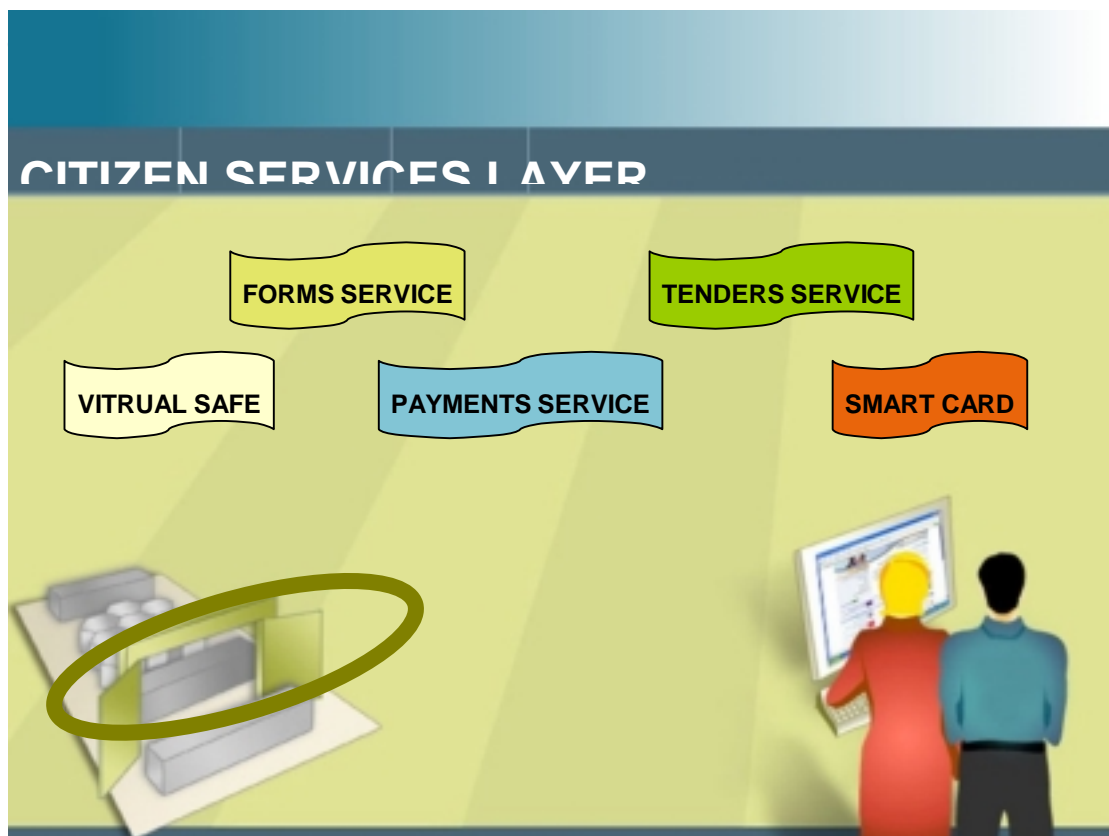 CITIZEN SERVICES LAYER
FORMS SERVICE
TENDERS SERVICE
VITRUAL SAFE
PAYMENTS SERVICE
SMART CARD